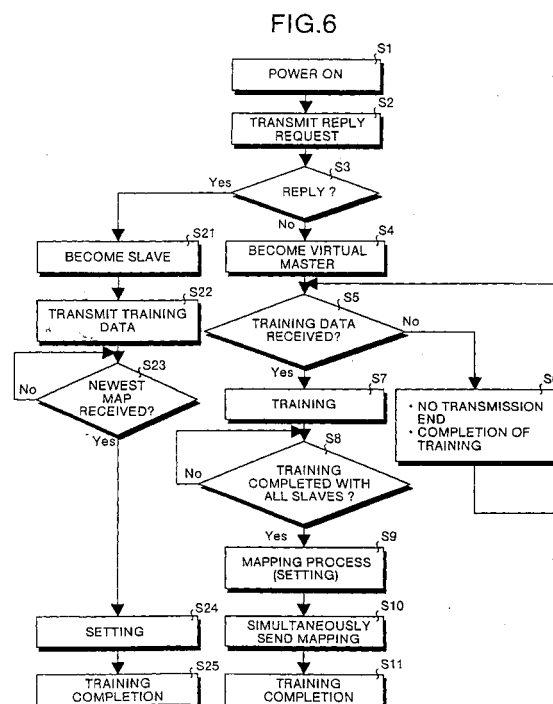 FIG.6
S1
POWER ON
S2
TRANSMIT REPLY
REQUEST
S3
REPLY ?
Yes
No
S21
BECOME SLAVE
S4
BECOME VIRTUAL
MASTER
S22
TRANSMIT TRAINING
DATA
S5
TRAINING DATA
RECEIVED?
No
Yes
S23
NEWEST
MAP
RECEIVED?
No
Yes
S7
TRAINING
• NO TRANSMISSION
END
• COMPLETION OF
TRAINING
S8
TRAINING
COMPLETED WITH
ALL SLAVES ?
No
Yes
S9
MAPPING PROCESS
(SETTING)
S24
SETTING
S10
SIMULTANEOUSLY
SEND MAPPING
S25
TRAINING
COMPLETION
S11
TRAINING
COMPLETION